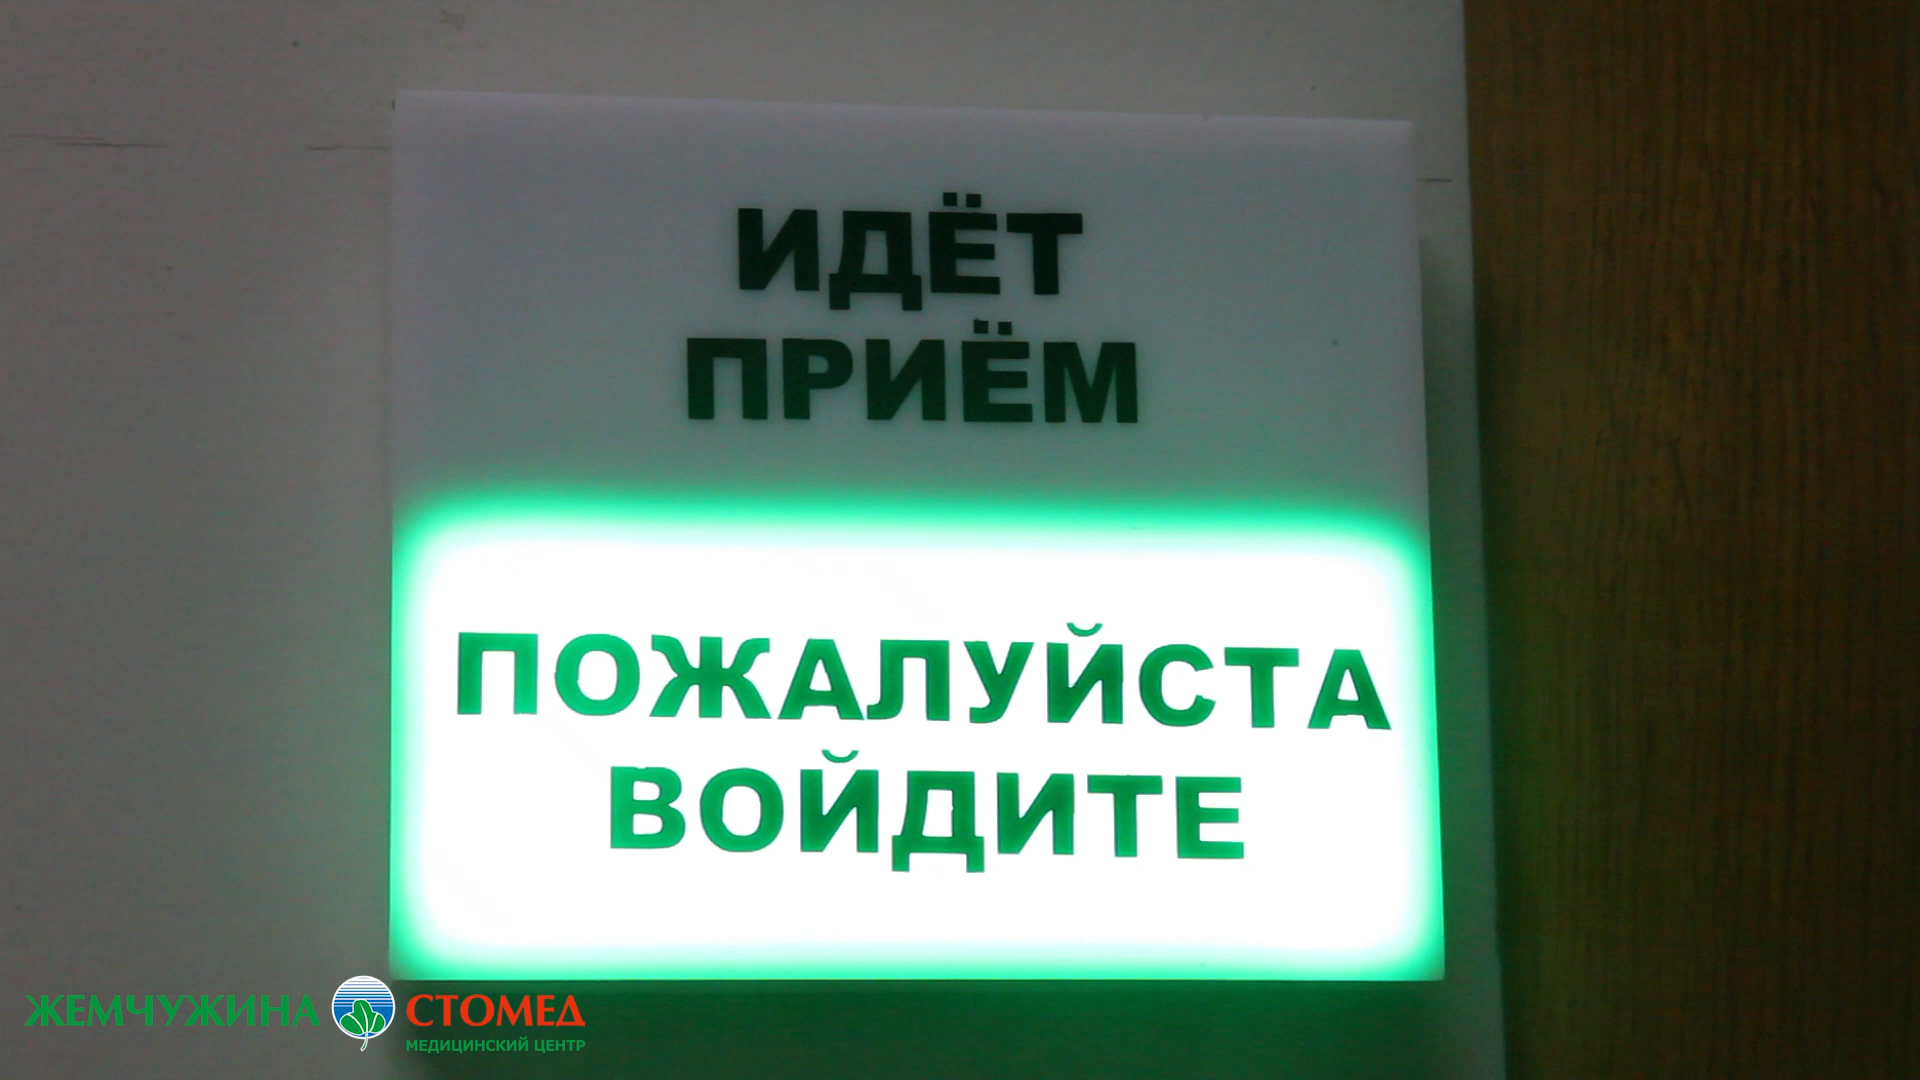 ИДЁТ
ПРИЁМ
ПОЖАЛУЙСТА
ВОЙДИТЕ
ЖЕМЧУЖИНА СТОМЕД
МЕДИЦИНСКИЙ ЦЕНТР